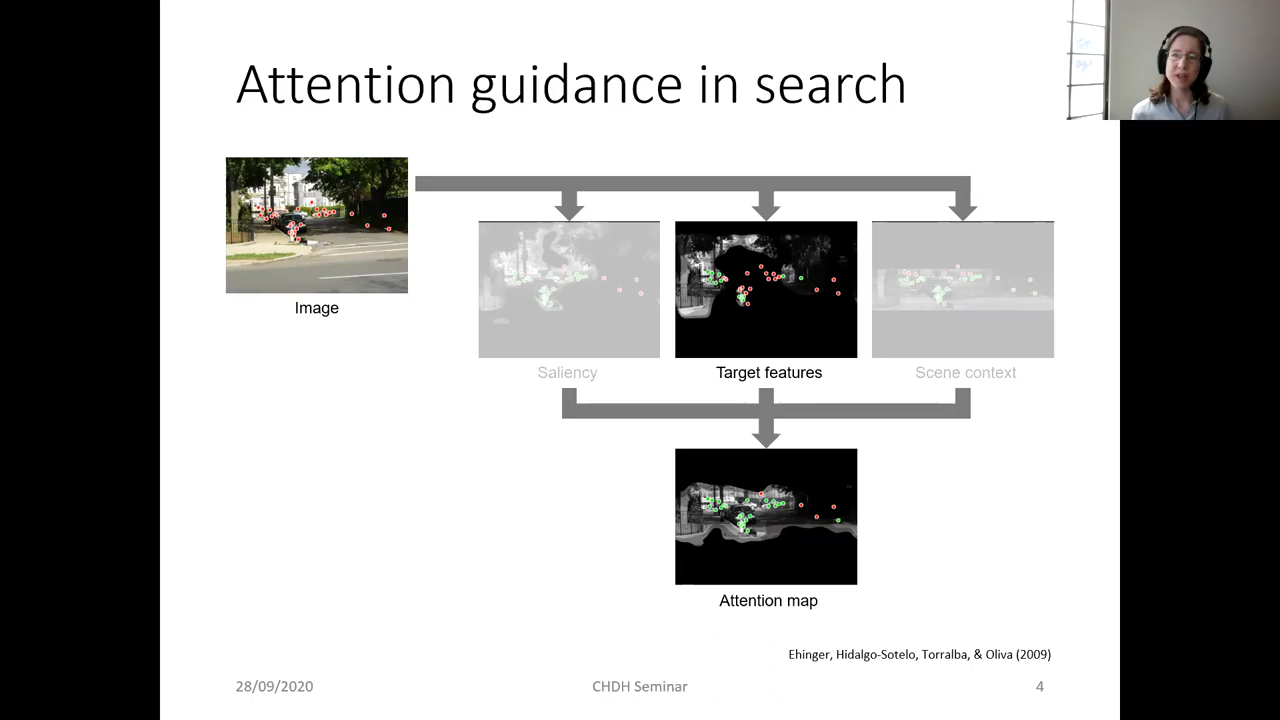 Attention guidance in search
Image
Saliency
Target features
Scene context
Attention map
Ehinger, Hidalgo-Sotelo, Torralba, & Oliva (2009)
28/09/2020
CHDH Seminar
4